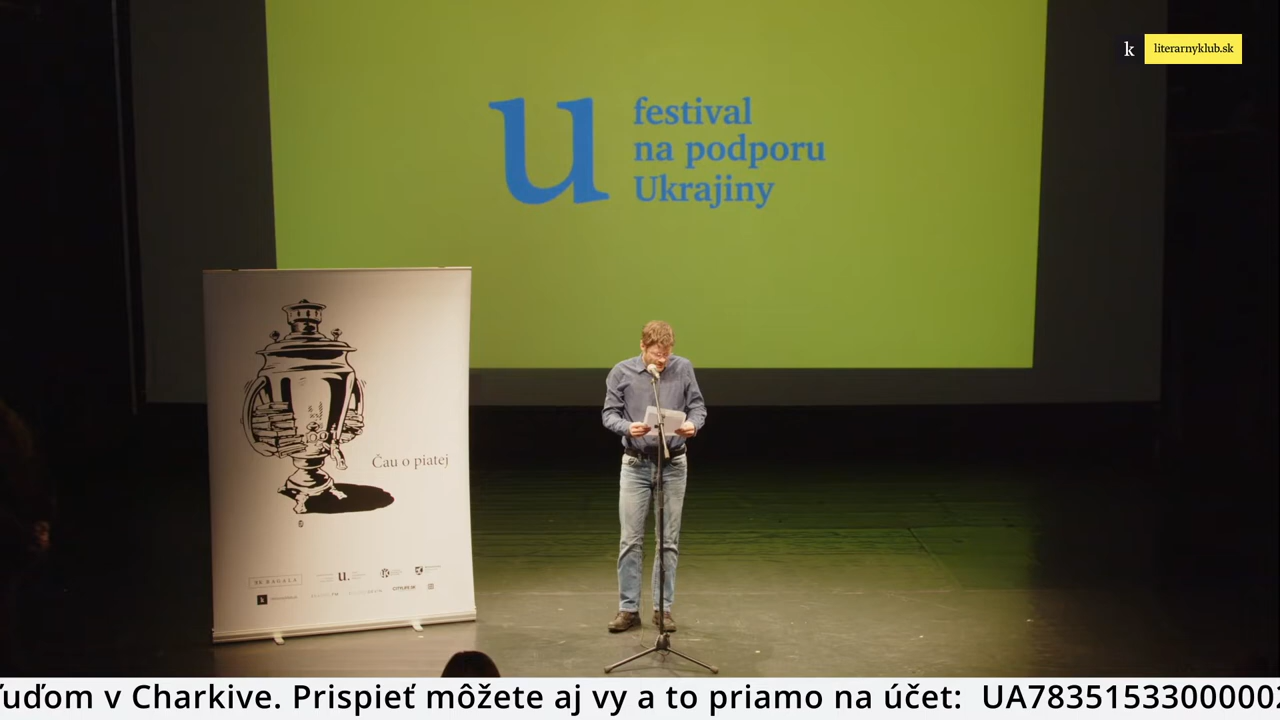 k literarnyklub.sk
u
festival
na podporu
Ukrajiny
Čau o piatej
u.
k
ľuďom v Charkive. Prispieť môžete aj vy a to priamo na účet: UA7835153300000